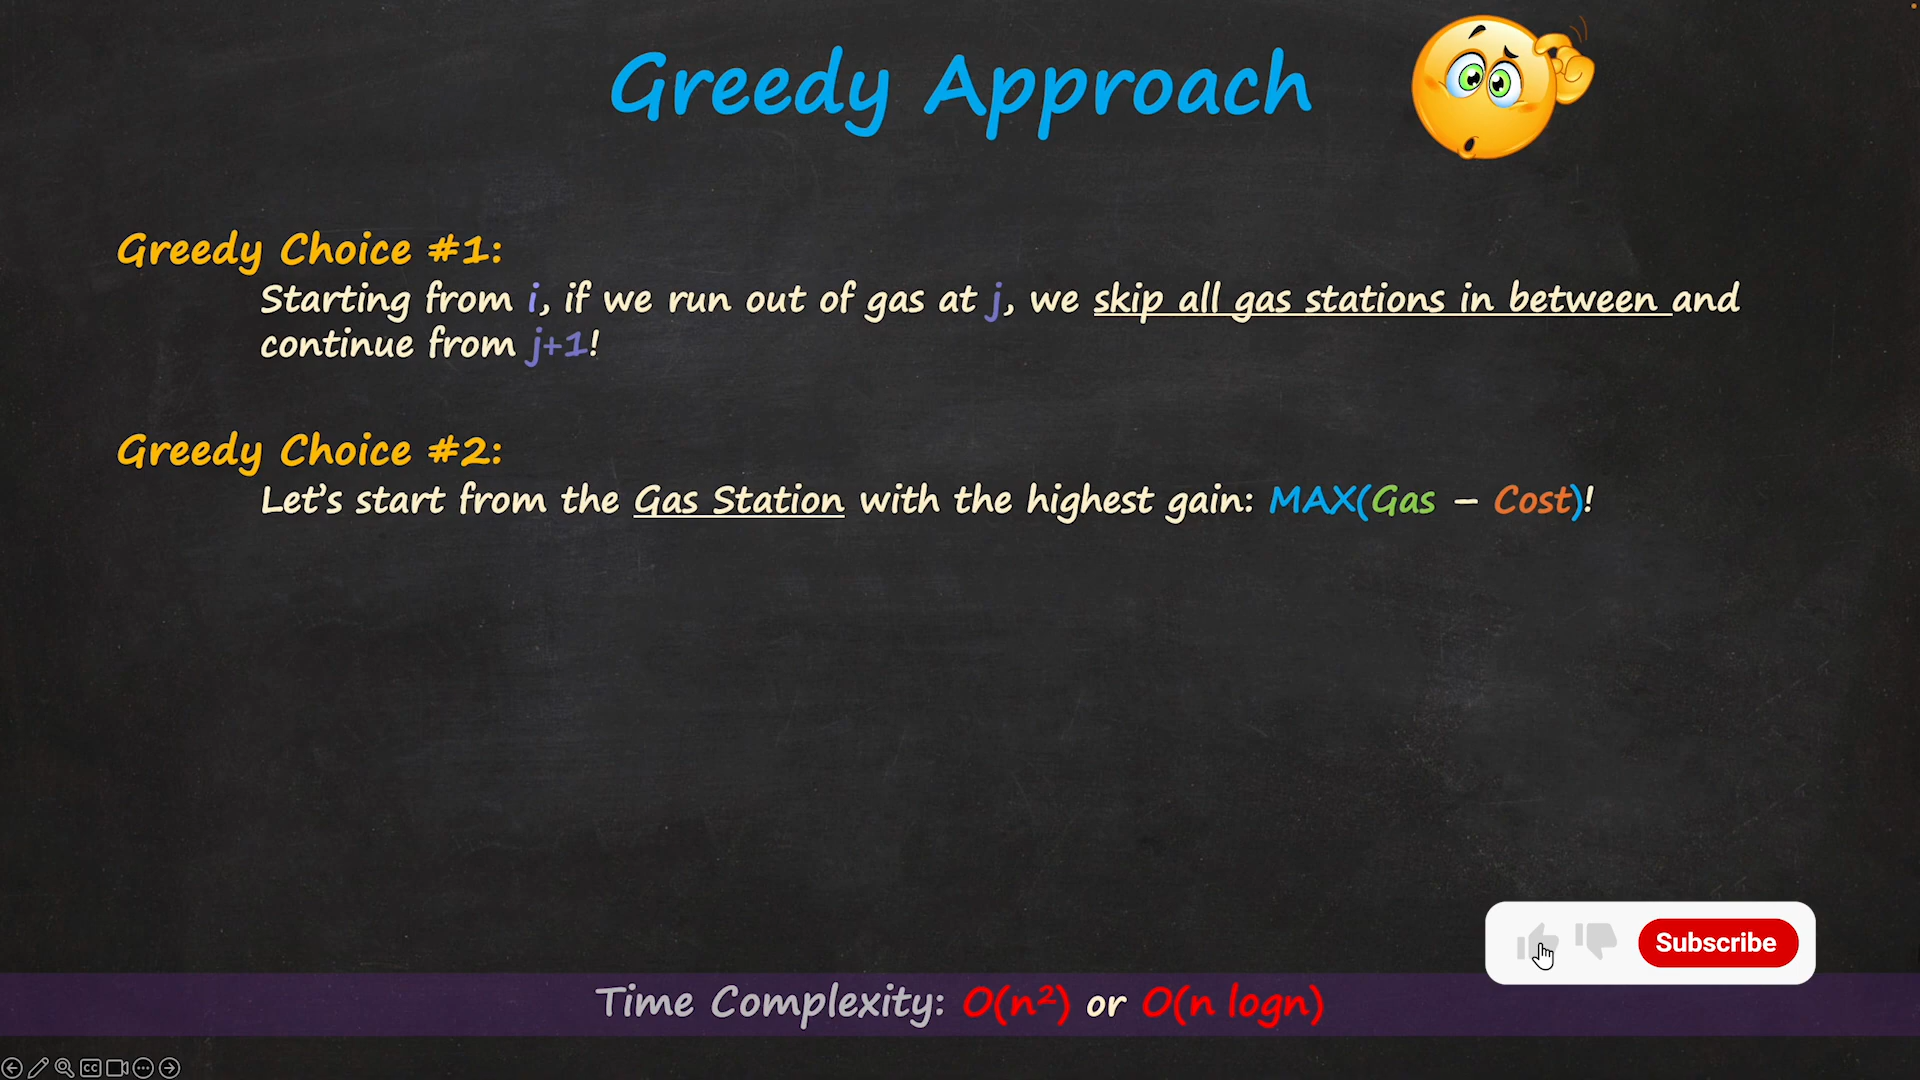 Greedy Approach
Greedy Choice #1:
Starting from i, if we run out of gas at j, we skip all gas stations in between and
continue from j+1!
Greedy Choice #2:
Let's start from the Gas Station with the highest gain: MAX(Gas – Cost)!
Subscribe
Time Complexity: O(n²) or O(n logn)
CC